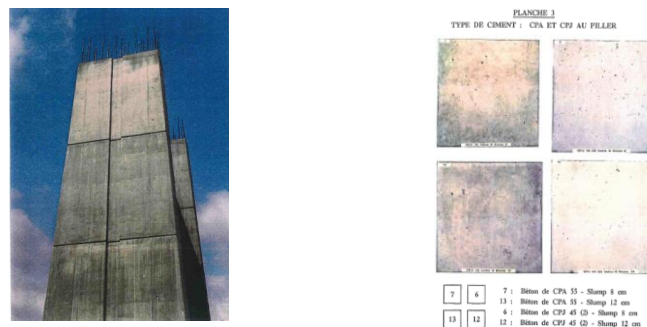 PLANCHE 3
TYPE DE CIMENT : CPA ET CPJ AU FILLER
7 6
13 12
7 : Béton de CPA 55 - Slump 8 cm
13 : Béton de CPA 55 - Slump 12 cm
6 : Béton de CPJ 45 (2) - Slump 8 cm
12 : Béton de CPJ 45 (2) - Slump 12 cm